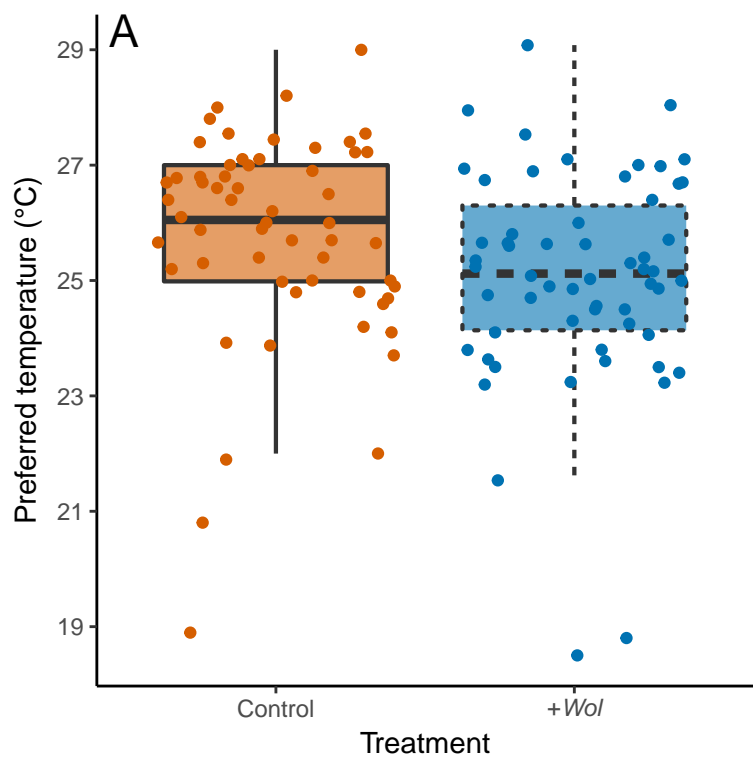 A
29
27
25
23
21
19
Preferred temperature (°C)
Control
+Wol
Treatment